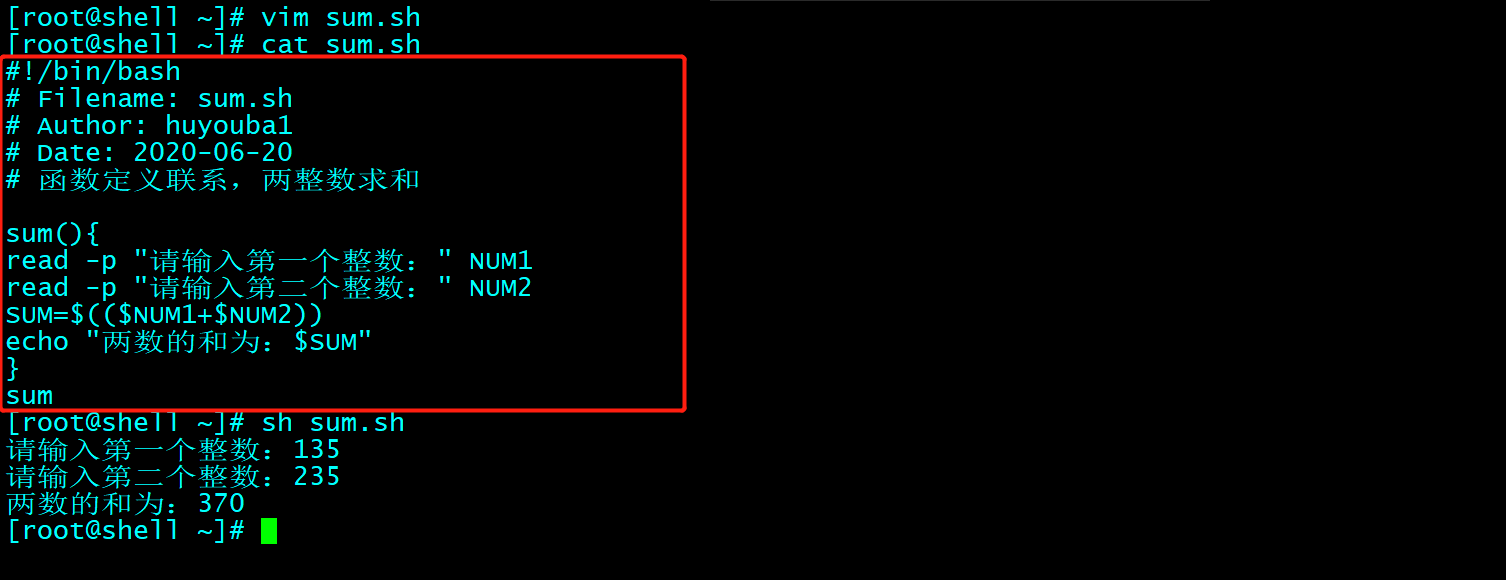 [root@shell ~]# vim sum.sh
[root@shell ~]# cat sum.sh
#!/bin/bash
# Filename: sum.sh
# Author: huyouba1
# Date: 2020-06-20
# 函数定义联系，两整数求和
sum(){
read -p "请输入第一个整数：" NUM1
read -p "请输入第二个整数：" NUM2
SUM=$(($NUM1+$NUM2))
echo "两数的和为：$SUM"
}
sum
[root@shell ~]# sh sum.sh
请输入第一个整数：135
请输入第二个整数：235
两数的和为：370
[root@shell ~]#